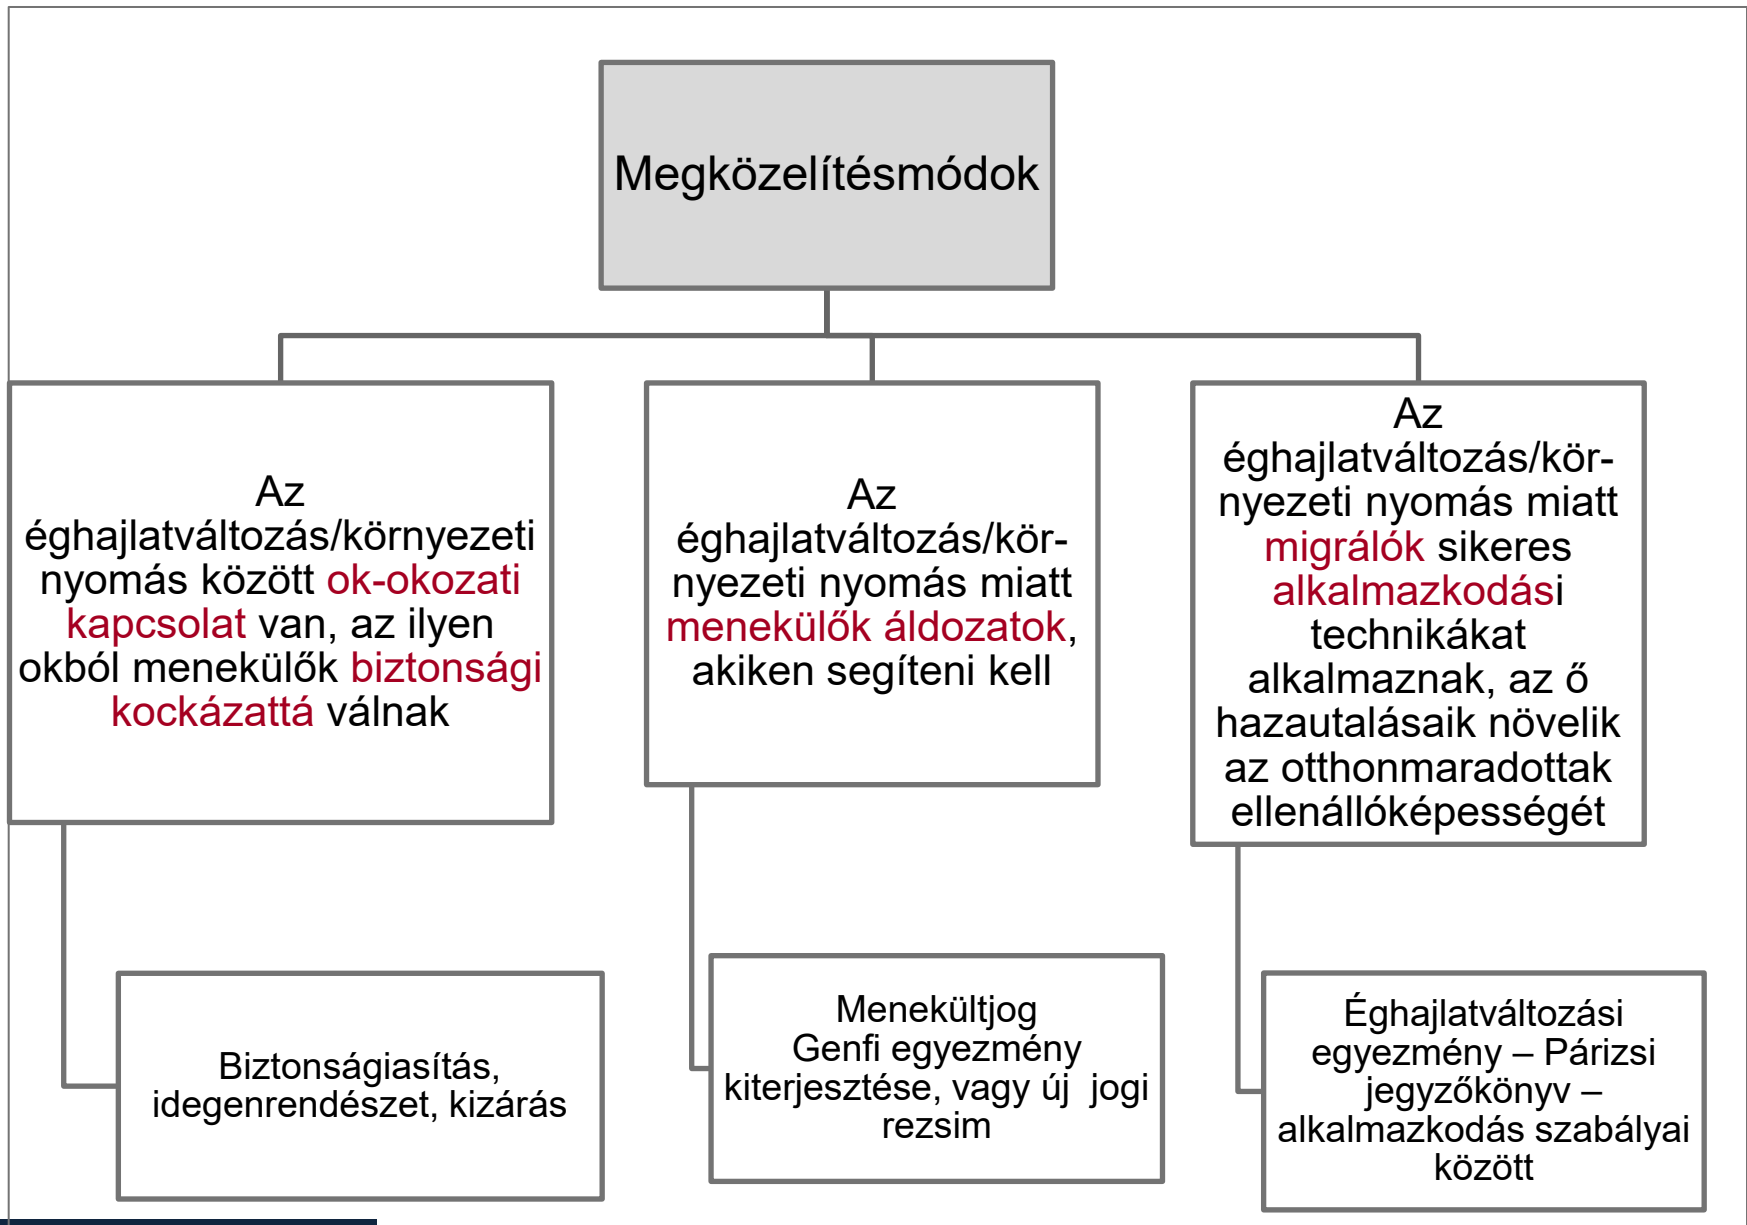 Megközelítésmódok
Az
éghajlatváltozás/környezeti
nyomás között ok-okozati
kapcsolat van, az ilyen
okból menekülők biztonsági
kockázattá válnak
Az
éghajlatváltozás/kör-
nyezeti nyomás miatt
menekülők áldozatok,
akiken segíteni kell
Az
éghajlatváltozás/kör-
nyezeti nyomás miatt
migrálók sikeres
alkalmazkodási
technikákat
alkalmaznak, az ő
hazautalásaik növelik
az otthonmaradottak
ellenállóképességét
Biztonságiasítás,
idegenrendészet, kizárás
Menekültjog
Genfi egyezmény
kiterjesztése, vagy új  jogi
rezsim
Éghajlatváltozási
egyezmény – Párizsi
jegyzőkönyv –
alkalmazkodás szabályai
között